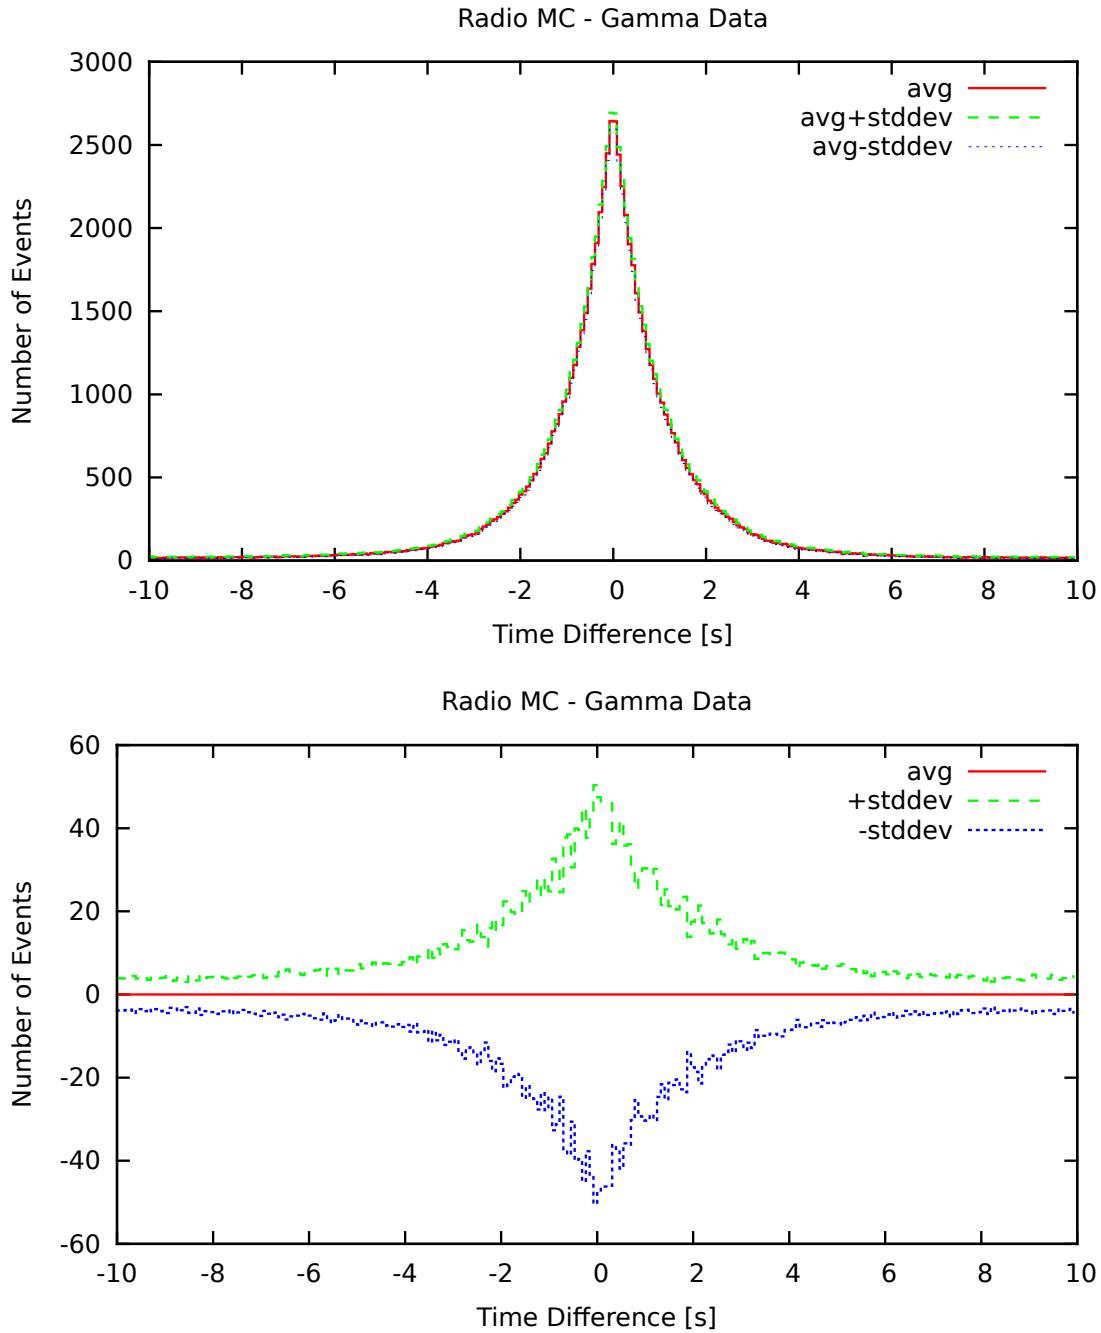 Radio MC - Gamma Data
3000
2500
2000
1500
1000
500
0
Number of Events
avg
avg+stddev
avg-stddev
-10 -8 -6 -4 -2 0 2 4 6 8 10
Time Difference [s]
Radio MC - Gamma Data
60
40
20
0
-20
-40
-60
Number of Events
avg
+stddev
-stddev
-10 -8 -6 -4 -2 0 2 4 6 8 10
Time Difference [s]